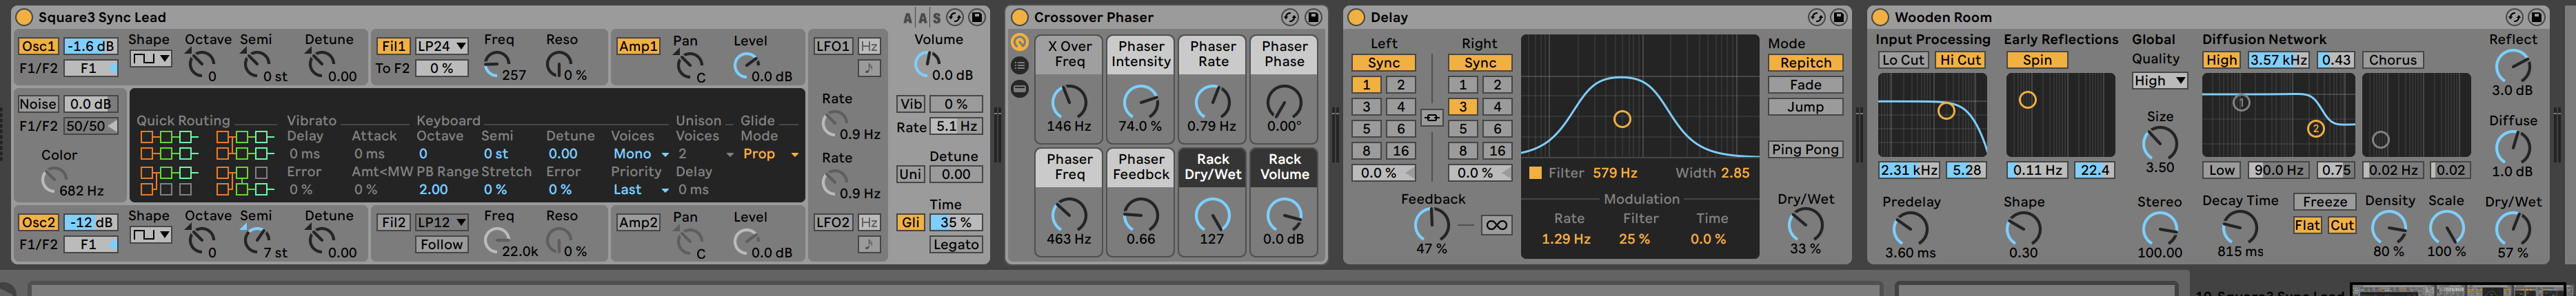 Square3 Sync Lead
A|A|S
Osc1 -1.6 dB
F1/F2 F1
Shape
Octave
0
Semi
0 st
Detune
0.00
Fil1 LP24
To F2 0 %
Freq
257
Reso
0 %
Amp1
Pan
C
Level
0.0 dB
LFO1 Hz
Volume
0.0 dB
Noise 0.0 dB
F1/F2 50/50
Color
682 Hz
Quick Routing
Vibrato
Delay Attack
0 ms 0 ms
Error Amt<MW
0 % 0 %
Keyboard
Octave Semi Detune
0 0 st 0.00
PB Range Stretch Error
2.00 0 % 0 %
Voices
Mono
Priority
Last
Unison
Voices
2
Delay
0 ms
Glide
Mode
Prop
Rate
0.9 Hz
Rate
0.9 Hz
Vib 0 %
Rate 5.1 Hz
Detune
Uni 0.00
Time
Gli 35 %
Legato
Osc2 -12 dB
F1/F2 F1
Shape
Octave
0
Semi
7 st
Detune
0.00
Fil2 LP12
Follow
Freq
22.0k
Reso
0 %
Amp2
Pan
C
Level
0.0 dB
LFO2 Hz
Crossover Phaser
X Over Freq
146 Hz
Phaser Intensity
74.0 %
Phaser Rate
0.79 Hz
Phaser Phase
0.00°
Phaser Freq
463 Hz
Phaser Feedbck
0.66
Rack Dry/Wet
127
Rack Volume
0.0 dB
Delay
Left
Sync
1 2
3 4
5 6
8 16
0.0 %
Right
Sync
1 2
3 4
5 6
8 16
0.0 %
Feedback
47 %
Filter 579 Hz Width 2.85
Modulation
Rate Filter Time
1.29 Hz 25 % 0.0 %
Mode
Repitch
Fade
Jump
Ping Pong
Dry/Wet
33 %
Wooden Room
Input Processing
Lo Cut Hi Cut
2.31 kHz 5.28
Predelay
3.60 ms
Early Reflections
Spin
0.11 Hz 22.4
Shape
0.30
Global
Quality
High
Size
3.50
Stereo
100.00
Diffusion Network
High 3.57 kHz 0.43 Chorus
1
2
Low 90.0 Hz 0.75 0.02 Hz 0.02
Decay Time
815 ms
Freeze
Flat Cut
Density
80 %
Scale
100 %
Reflect
3.0 dB
Diffuse
1.0 dB
Dry/Wet
57 %